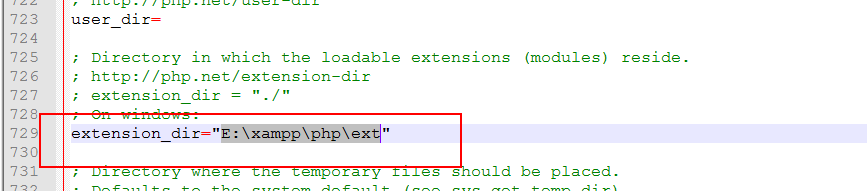 722 ; http://php.net/user-dir
723 user_dir=
724
725 ; Directory in which the loadable extensions (modules) reside.
726 ; http://php.net/extension-dir
727 ; extension_dir = "./"
728 ; On windows:
729 extension_dir="E:\xampp\php\ext"
730
731 ; Directory where the temporary files should be placed.
732 ; Defaults to the system default (see sys_get_temp_dir)